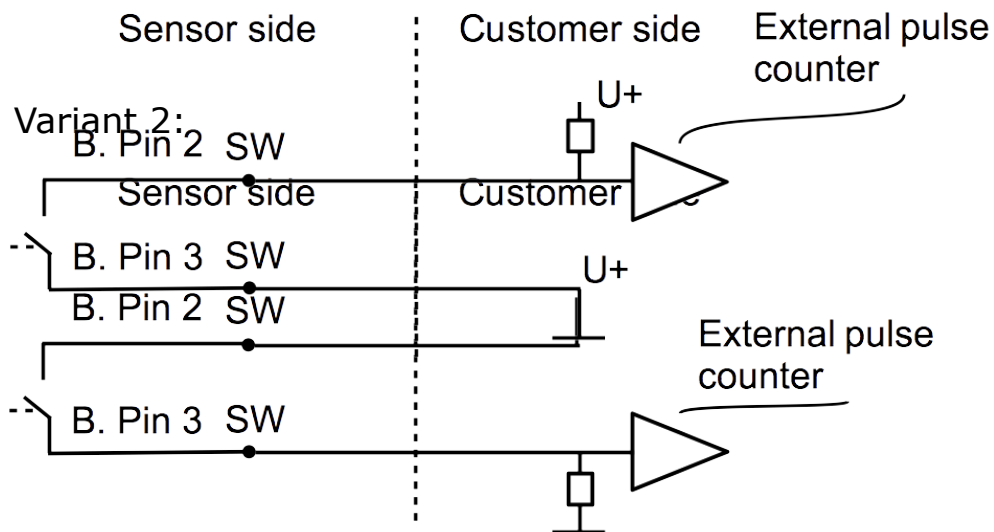 Sensor side Customer side External pulse
counter
U+
Variant 2:
B. Pin 2 SW
Sensor side Customer
B. Pin 3 SW
U+
B. Pin 2 SW
External pulse
counter
B. Pin 3 SW